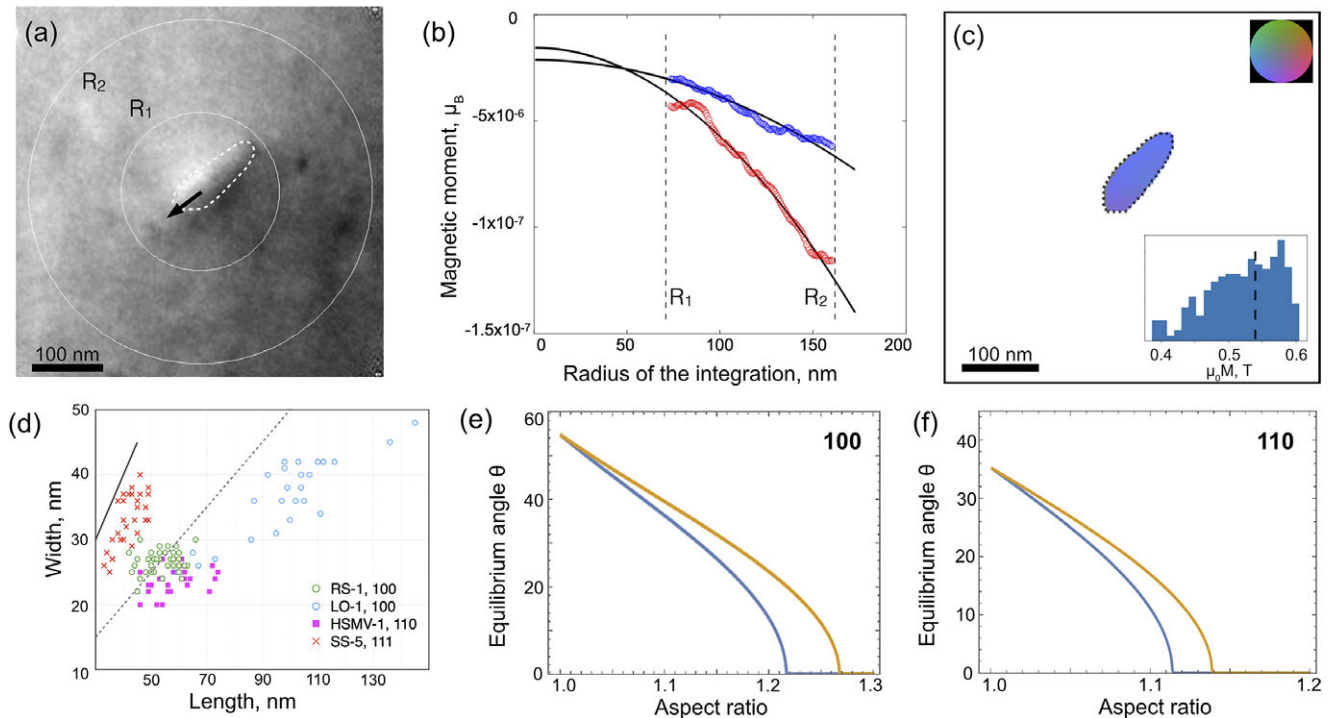 (a)
R₂
R₁
100 nm
(b)
Magnetic moment, μ_B
0
-5x10⁻⁶
-1x10⁻⁷
-1.5x10⁻⁷
R₁
R₂
0
50
100
150
200
Radius of the integration, nm
(c)
100 nm
0.4
0.5
0.6
μ₀M, T
(d)
Width, nm
50
40
30
20
10
RS-1, 100
LO-1, 100
HSMV-1, 110
SS-5, 111
50
70
90
110
130
Length, nm
(e)
100
Equilibrium angle θ
60
50
40
30
20
10
0
1.0
1.1
1.2
1.3
Aspect ratio
(f)
110
Equilibrium angle θ
40
30
20
10
0
1.0
1.1
1.2
Aspect ratio